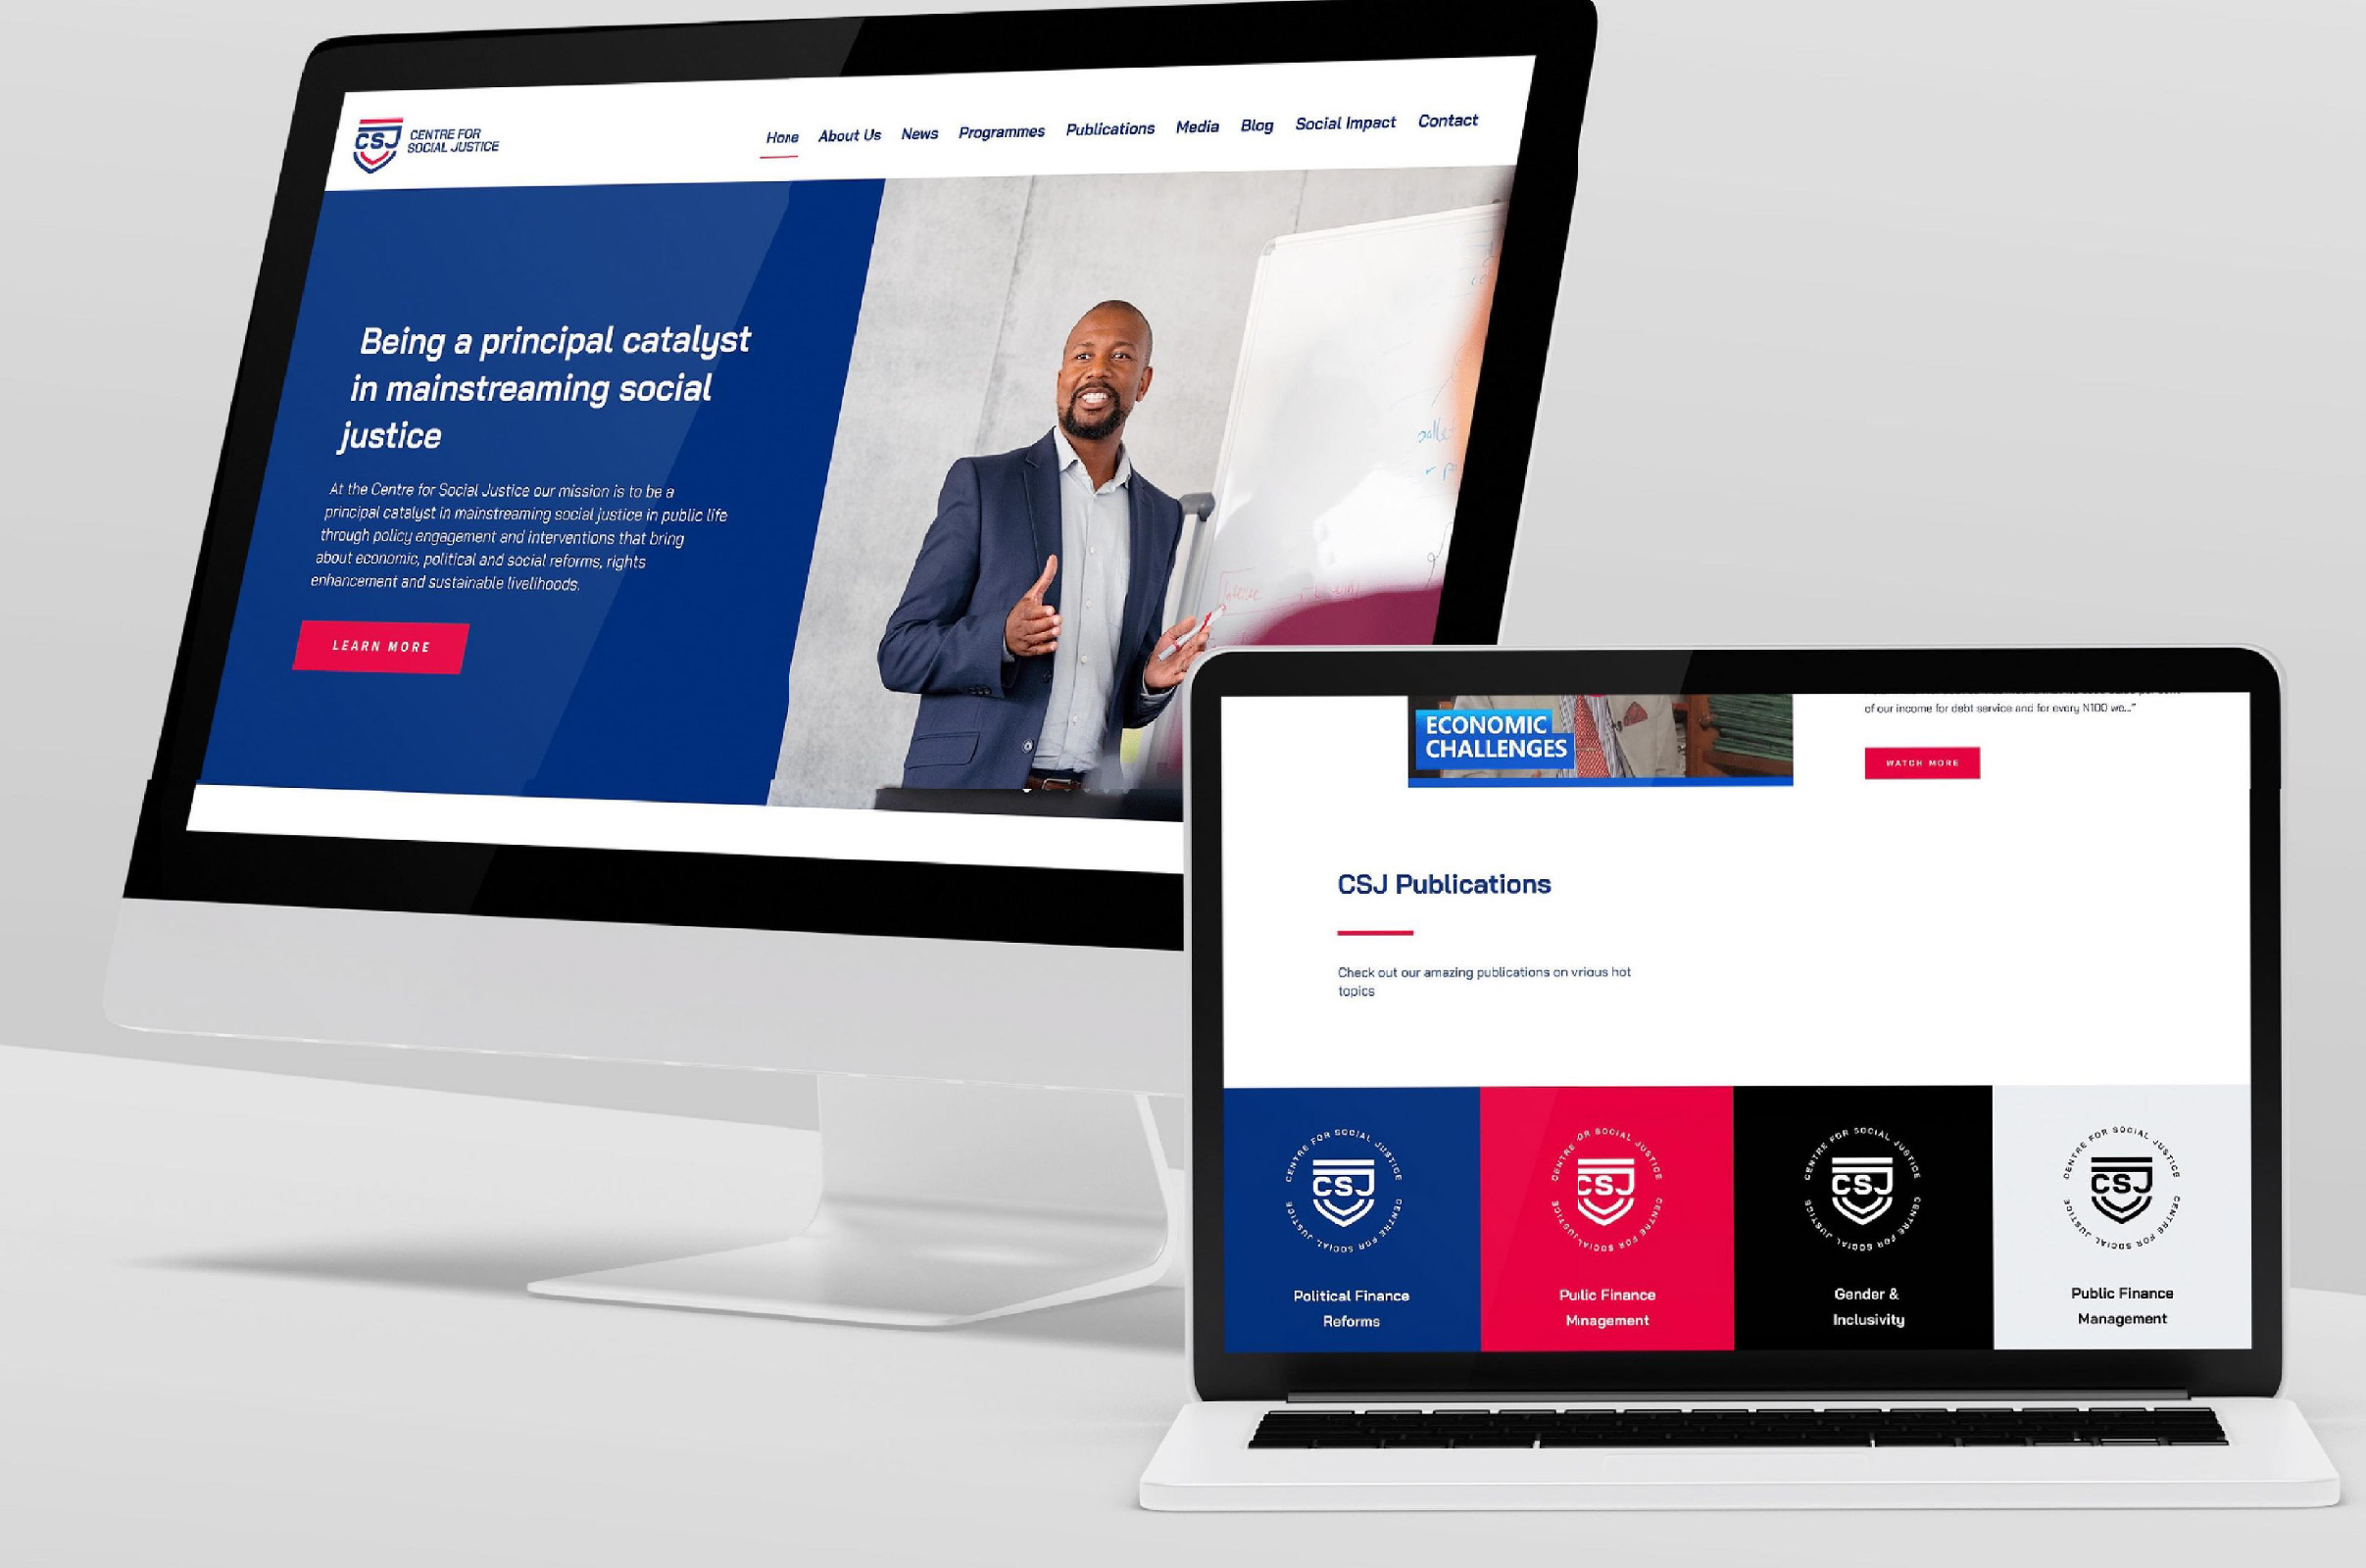 CSJ
CENTRE FOR
SOCIAL JUSTICE
Hone
About Us
News
Programmes
Publications
Media
Blog
Social Impact
Contact
Being a principal catalyst
in mainstreaming social
justice
At the Centre for Social Justice our mission is to be a
principal catalyst in mainstreaming social justice in public life
through policy engagement and interventions that bring
about economic, political and social reforms, rights
enhancement and sustainable livelihoods.
LEARN MORE
ECONOMIC
CHALLENGES
of our income for debt service and for every N100 we..."
WATCH MORE
CSJ Publications
Check out our amazing publications on vrious hot
topics
CENTRE FOR SOCIAL JUSTICE
CSJ
CENTRE FOR SOCIAL JUSTICE
Political Finance
Reforms
CENTRE OR SOCIAL JUSTICE
CSJ
CENTRE FOR SOCIAL JUSTICE
Pulic Finance
Minagement
CENTRE FOR SOCIAL JUSTICE
CSJ
CENTRE FOR SOCIAL JUSTICE
Gender &
Inclusivity
CENTRE FOR SOCIAL JUSTICE
CSJ
CENTRE FOR SOCIAL JUSTICE
Public Finance
Management